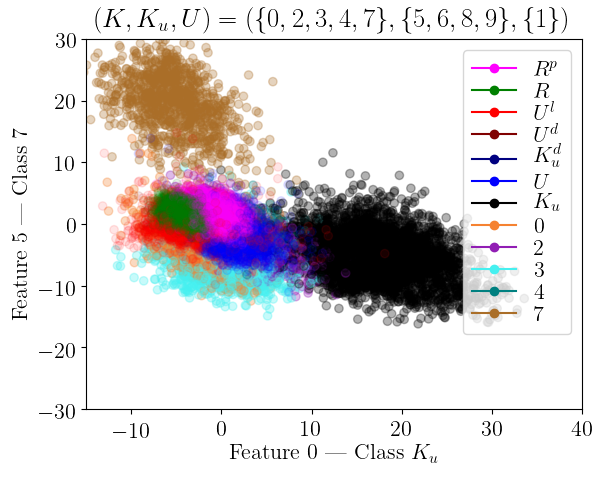 (K, K_u, U) = ({0, 2, 3, 4, 7}, {5, 6, 8, 9}, {1})
30
20
10
0
−10
−20
−30
Feature 5 — Class 7
R^p
R
U^l
U^d
K_u^d
U
K_u
0
2
3
4
7
−10
0
10
20
30
40
Feature 0 — Class K_u